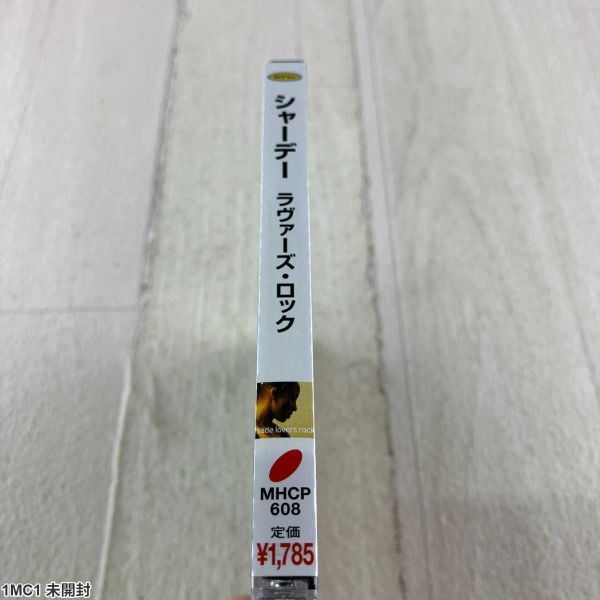 シャーデー ラヴァーズ・ロック
sade lovers rock
MHCP
608
定価
¥1,785
1MC1 未開封